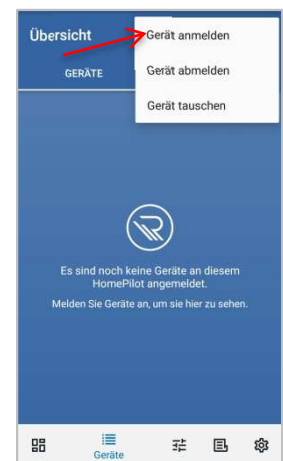 Übersicht
Gerät anmelden
GERÄTE
Gerät abmelden
Gerät tauschen
Es sind noch keine Geräte an diesem
HomePilot angemeldet.
Melden Sie Geräte an, um sie hier zu sehen.
Geräte